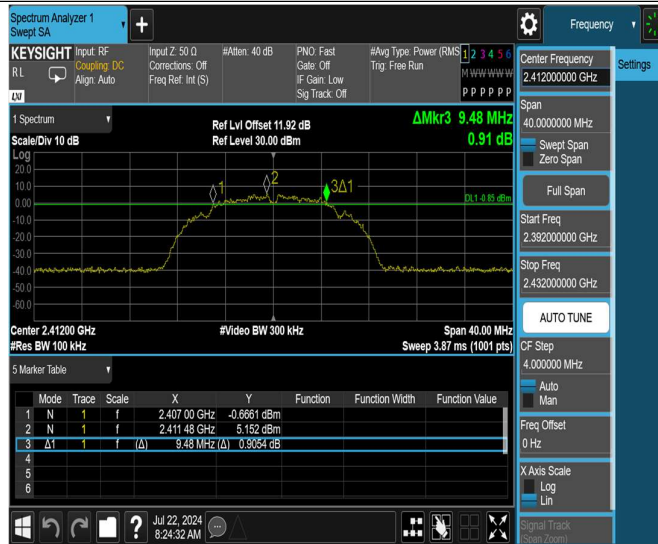 Spectrum Analyzer 1
Swept SA
Frequency
KEYSIGHT Input: RF Input Z: 50 Ω #Atten: 40 dB PNO: Fast #Avg Type: Power (RMS 1 2 3 4 5 6
RL Coupling: DC Corrections: Off Gate: Off Trig: Free Run M W W W W W
Align: Auto Freq Ref: Int (S) IF Gain: Low
LXI Sig Track: Off P P P P P P
1 Spectrum
Ref Lvl Offset 11.92 dB ΔMkr3 9.48 MHz
Scale/Div 10 dB Ref Level 30.00 dBm 0.91 dB
Log
20.0
10.0
0.00
-10.0
-20.0
-30.0
-40.0
-50.0
-60.0
1
2
3Δ1
DL1 -0.85 dBm
Center 2.41200 GHz #Video BW 300 kHz Span 40.00 MHz
#Res BW 100 kHz Sweep 3.87 ms (1001 pts)
5 Marker Table
Mode Trace Scale X Y Function Function Width Function Value
1 N 1 f 2.407 00 GHz -0.6661 dBm
2 N 1 f 2.411 48 GHz 5.152 dBm
3 Δ1 1 f (Δ) 9.48 MHz (Δ) 0.9054 dB
4
5
6
Jul 22, 2024
8:24:32 AM
Center Frequency
2.412000000 GHz
Settings
Span
40.0000000 MHz
Swept Span
Zero Span
Full Span
Start Freq
2.392000000 GHz
Stop Freq
2.432000000 GHz
AUTO TUNE
CF Step
4.000000 MHz
Auto
Man
Freq Offset
0 Hz
X Axis Scale
Log
Lin
Signal Track
(Span Zoom)